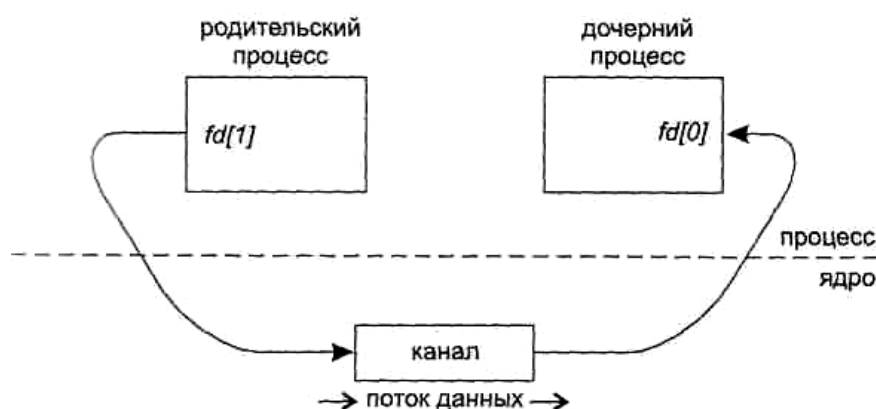 родительский
процесс
дочерний
процесс
fd[1]
fd[0]
процесс
ядро
канал
поток данных